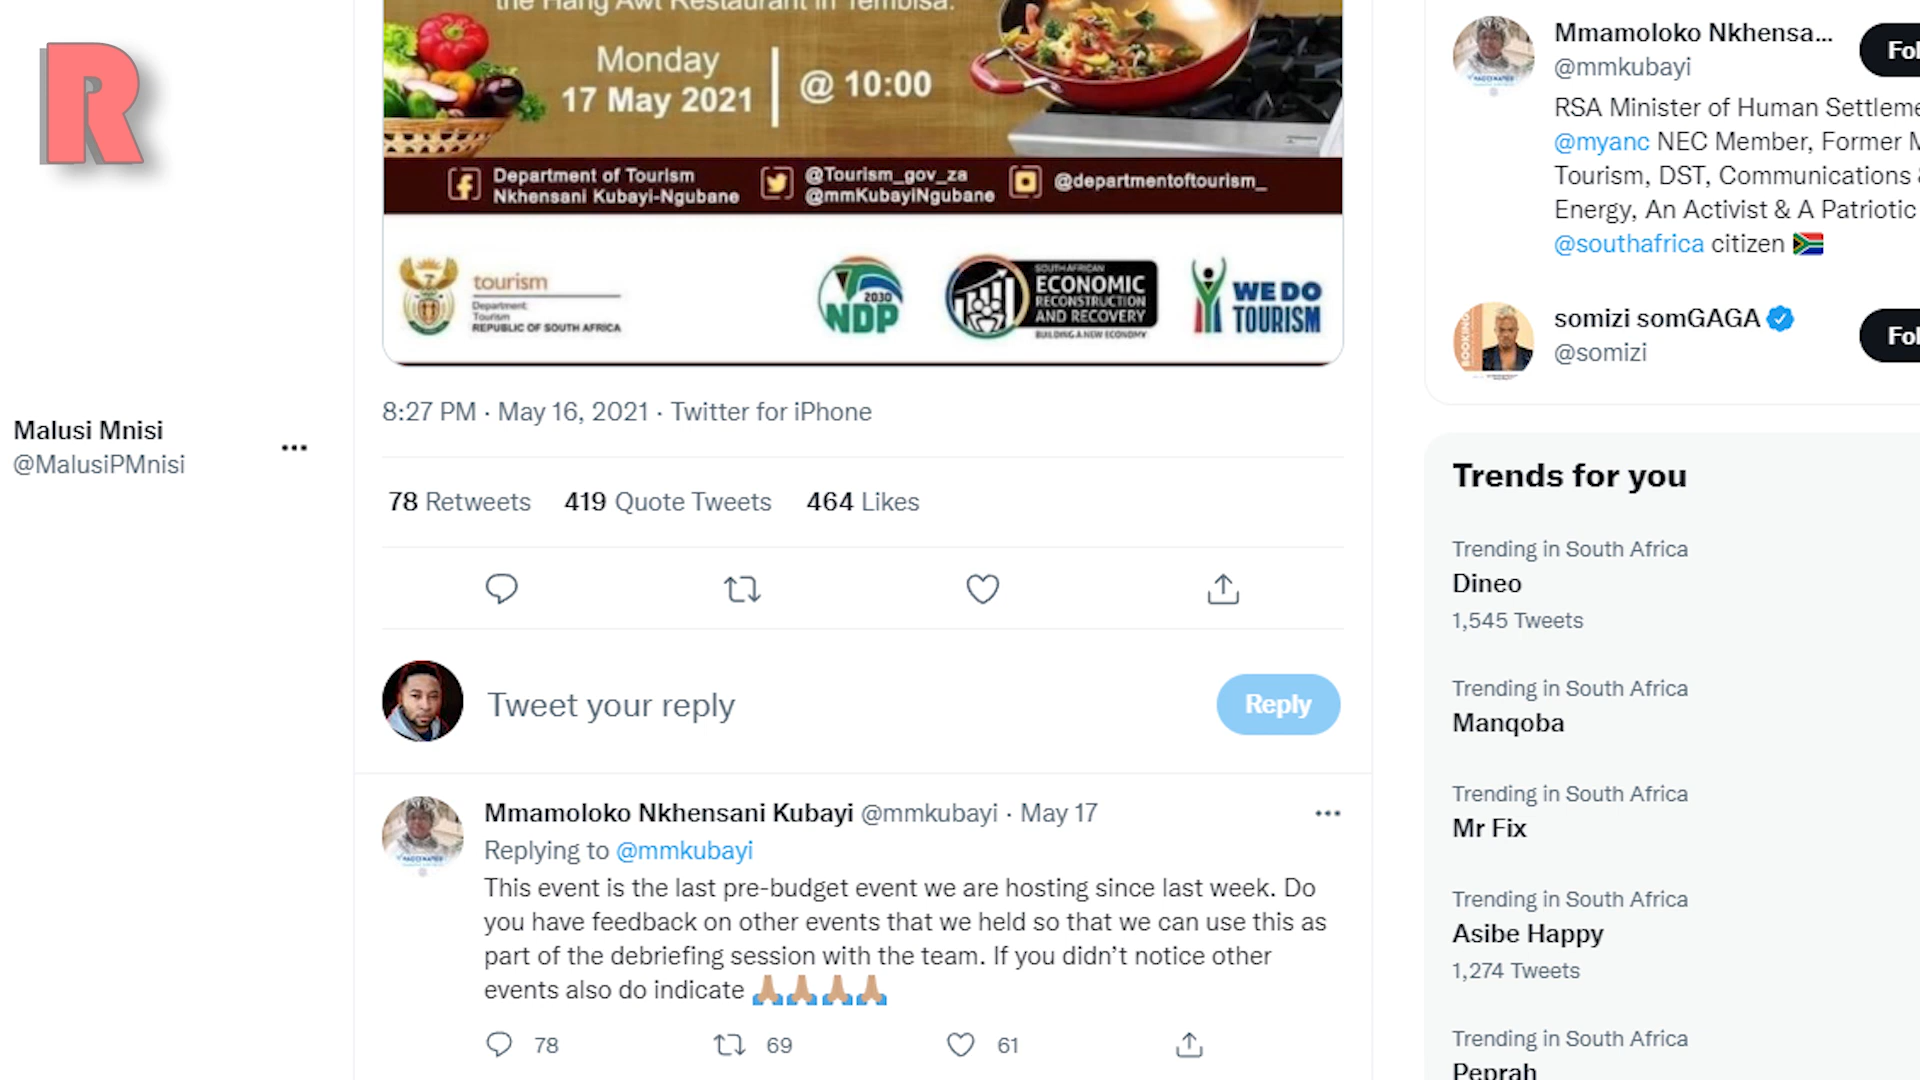 R
Malusi Mnisi
@MalusiPMnisi
the Hang Awt Restaurant in Tembisa.
Monday
17 May 2021
@ 10:00
Department of Tourism
Nkhensani Kubayi-Ngubane
@Tourism_gov_za
@mmKubayiNgubane
@departmentoftourism_
tourism
Department:
Tourism
REPUBLIC OF SOUTH AFRICA
2030
NDP
SOUTH AFRICAN
ECONOMIC
RECONSTRUCTION
AND RECOVERY
BUILDING A NEW ECONOMY
WE DO
TOURISM
8:27 PM · May 16, 2021 · Twitter for iPhone
78 Retweets 419 Quote Tweets 464 Likes
Tweet your reply
Reply
Mmamoloko Nkhensani Kubayi @mmkubayi · May 17
Replying to @mmkubayi
This event is the last pre-budget event we are hosting since last week. Do
you have feedback on other events that we held so that we can use this as
part of the debriefing session with the team. If you didn't notice other
events also do indicate 🙏🏽🙏🏽🙏🏽🙏🏽
78 69 61
Mmamoloko Nkhensa...
@mmkubayi
Fol
RSA Minister of Human Settleme
@myanc NEC Member, Former M
Tourism, DST, Communications &
Energy, An Activist & A Patriotic
@southafrica citizen 🇿🇦
somizi somGAGA
@somizi
Fol
BOOKING
Trends for you
Trending in South Africa
Dineo
1,545 Tweets
Trending in South Africa
Manqoba
Trending in South Africa
Mr Fix
Trending in South Africa
Asibe Happy
1,274 Tweets
Trending in South Africa
Peprah